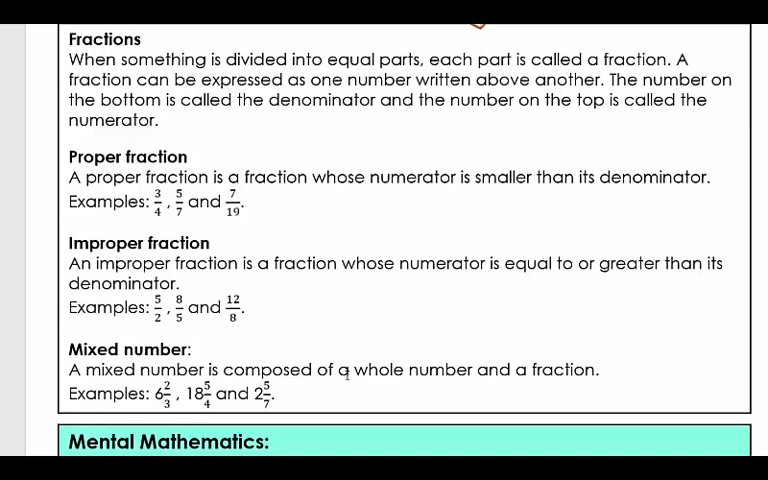 Fractions
When something is divided into equal parts, each part is called a fraction. A
fraction can be expressed as one number written above another. The number on
the bottom is called the denominator and the number on the top is called the
numerator.
Proper fraction
A proper fraction is a fraction whose numerator is smaller than its denominator.
Examples: 3/4 , 5/7 and 7/19.
Improper fraction
An improper fraction is a fraction whose numerator is equal to or greater than its
denominator.
Examples: 5/2 , 8/5 and 12/8.
Mixed number:
A mixed number is composed of a whole number and a fraction.
Examples: 6 2/3 , 18 5/4 and 2 5/7.
Mental Mathematics: